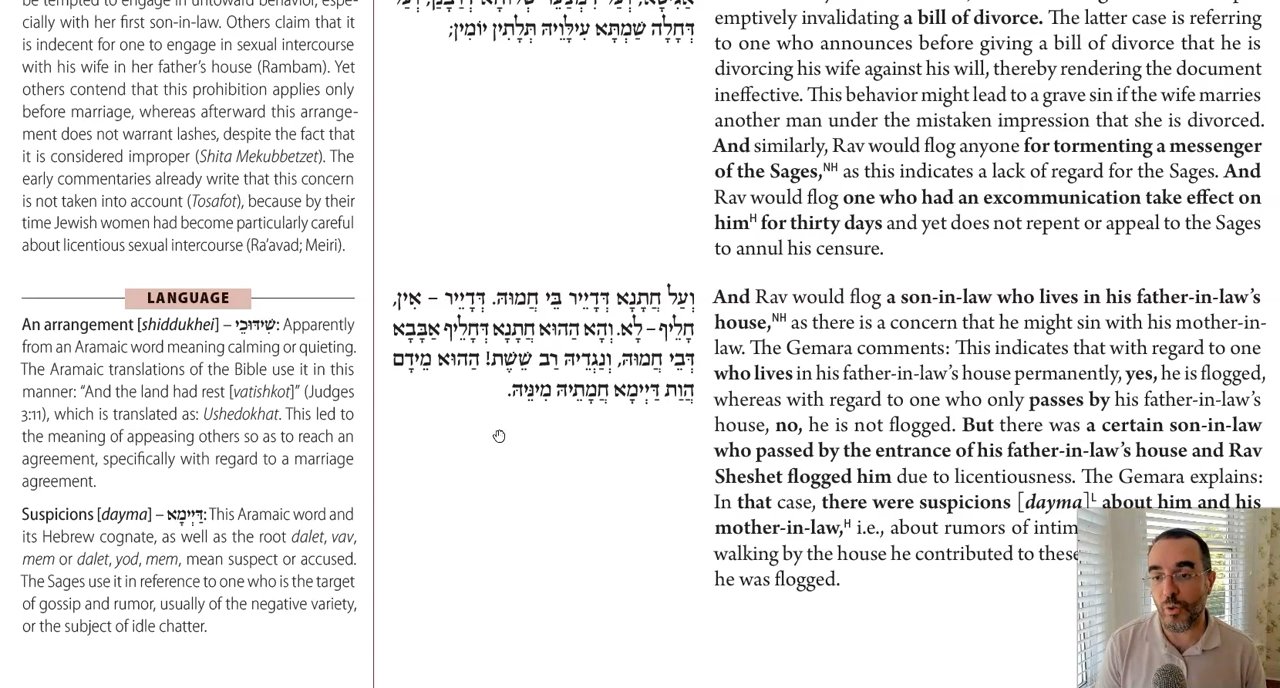 be tempted to engage in untoward behavior, espe-
cially with her first son-in-law. Others claim that it
is indecent for one to engage in sexual intercourse
with his wife in her father's house (Rambam). Yet
others contend that this prohibition applies only
before marriage, whereas afterward this arrange-
ment does not warrant lashes, despite the fact that
it is considered improper (Shita Mekubbetzet). The
early commentaries already write that this concern
is not taken into account (Tosafot), because by their
time Jewish women had become particularly careful
about licentious sexual intercourse (Ra'avad; Meiri).
LANGUAGE
An arrangement [shiddukhei] – שִׁידּוּכֵי: Apparently
from an Aramaic word meaning calming or quieting.
The Aramaic translations of the Bible use it in this
manner: "And the land had rest [vatishkot]" (Judges
3:11), which is translated as: Ushedokhat. This led to
the meaning of appeasing others so as to reach an
agreement, specifically with regard to a marriage
agreement.
Suspicions [dayma] – דַּיְימָא: This Aramaic word and
its Hebrew cognate, as well as the root dalet, vav,
mem or dalet, yod, mem, mean suspect or accused.
The Sages use it in reference to one who is the target
of gossip and rumor, usually of the negative variety,
or the subject of idle chatter.
דְּחָלָה שַׁמְתָּא עִילָּוֵיהּ תְּלָתִין יוֹמִין;
וְעַל חַתְנָא דְּדָיֵיר בֵּי חֲמוּהּ. דְּדָיֵיר – אִין,
חָלֵיף – לָא. וְהָא הַהוּא חַתְנָא דְּחָלֵיף אַבָּבָא
דְּבֵי חֲמוּהּ, וְנַגְּדֵיהּ רַב שֵׁשֶׁת! הַהוּא מֵידָם
הֲוָת דַּיְימָא חֲמָתֵיהּ מִינֵּיהּ.
emptively invalidating a bill of divorce. The latter case is referring
to one who announces before giving a bill of divorce that he is
divorcing his wife against his will, thereby rendering the document
ineffective. This behavior might lead to a grave sin if the wife marries
another man under the mistaken impression that she is divorced.
And similarly, Rav would flog anyone for tormenting a messenger
of the Sages,NH as this indicates a lack of regard for the Sages. And
Rav would flog one who had an excommunication take effect on
himH for thirty days and yet does not repent or appeal to the Sages
to annul his censure.
And Rav would flog a son-in-law who lives in his father-in-law's
house,NH as there is a concern that he might sin with his mother-in-
law. The Gemara comments: This indicates that with regard to one
who lives in his father-in-law's house permanently, yes, he is flogged,
whereas with regard to one who only passes by his father-in-law's
house, no, he is not flogged. But there was a certain son-in-law
who passed by the entrance of his father-in-law's house and Rav
Sheshet flogged him due to licentiousness. The Gemara explains:
In that case, there were suspicions [dayma]L about him and his
mother-in-law,H i.e., about rumors of intim
walking by the house he contributed to these
he was flogged.